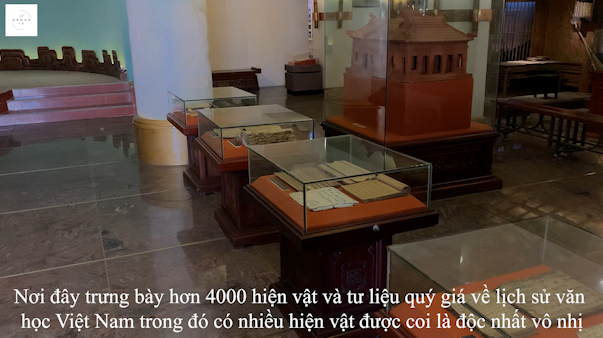 Nơi đây trưng bày hơn 4000 hiện vật và tư liệu quý giá về lịch sử văn
học Việt Nam trong đó có nhiều hiện vật được coi là độc nhất vô nhị